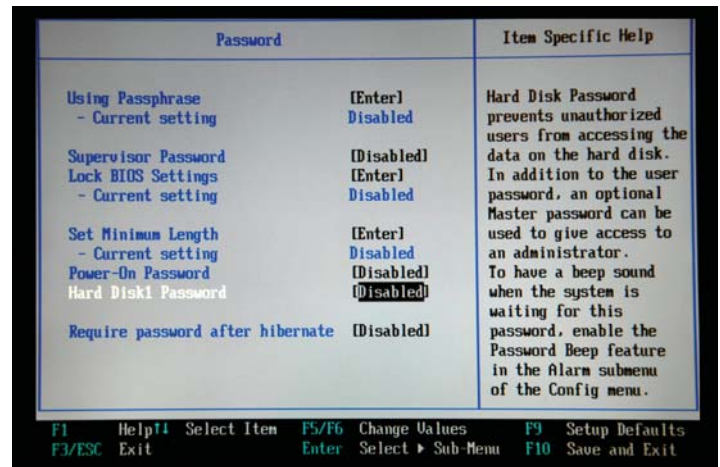 Password
Item Specific Help
Using Passphrase [Enter]
- Current setting Disabled
Supervisor Password [Disabled]
Lock BIOS Settings [Enter]
- Current setting Disabled
Set Minimum Length [Enter]
- Current setting Disabled
Power-On Password [Disabled]
Hard Disk1 Password [Disabled]
Require password after hibernate [Disabled]
Hard Disk Password
prevents unauthorized
users from accessing the
data on the hard disk.
In addition to the user
password, an optional
Master password can be
used to give access to
an administrator.
To have a beep sound
when the system is
waiting for this
password, enable the
Password Beep feature
in the Alarm submenu
of the Config menu.
F1 Help↑↓ Select Item F5/F6 Change Values F9 Setup Defaults
F3/ESC Exit Enter Select ▶ Sub-Menu F10 Save and Exit